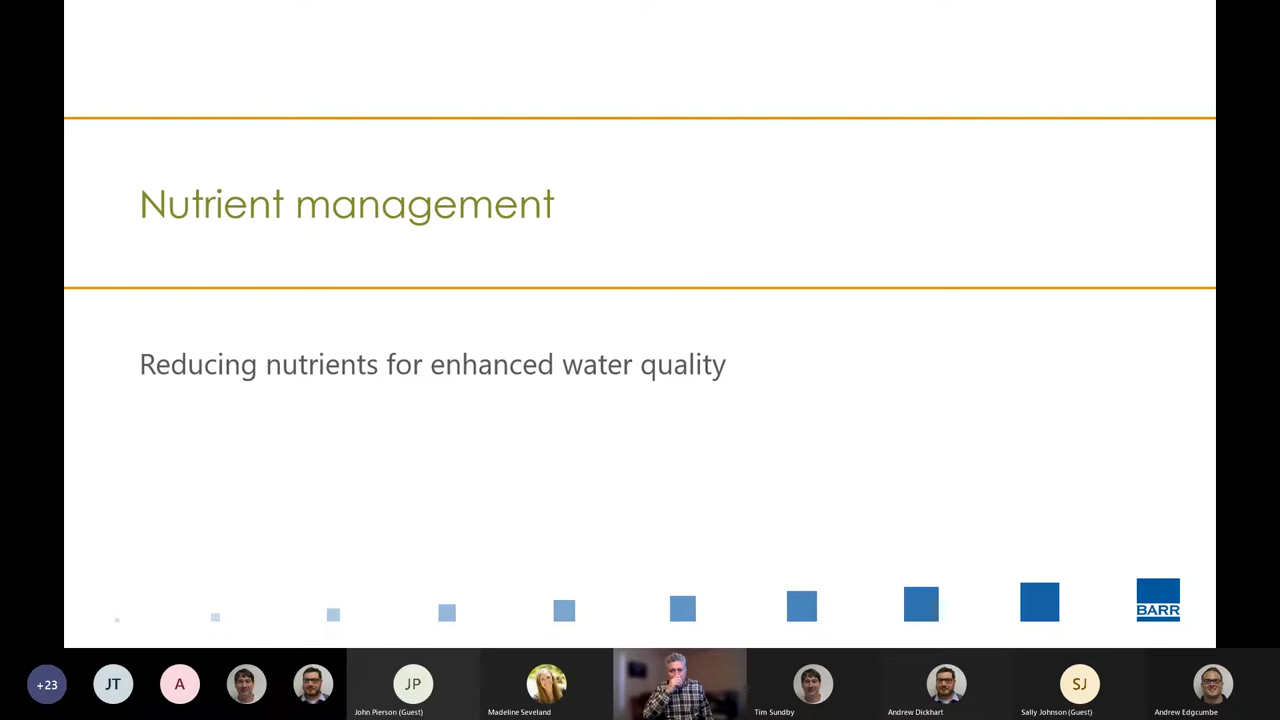 Nutrient management
Reducing nutrients for enhanced water quality
BARR
+23
JT
A
JP
John Pierson (Guest)
Madeline Seveland
Tim Sundby
Andrew Dickhart
SJ
Sally Johnson (Guest)
Andrew Edgcumbe